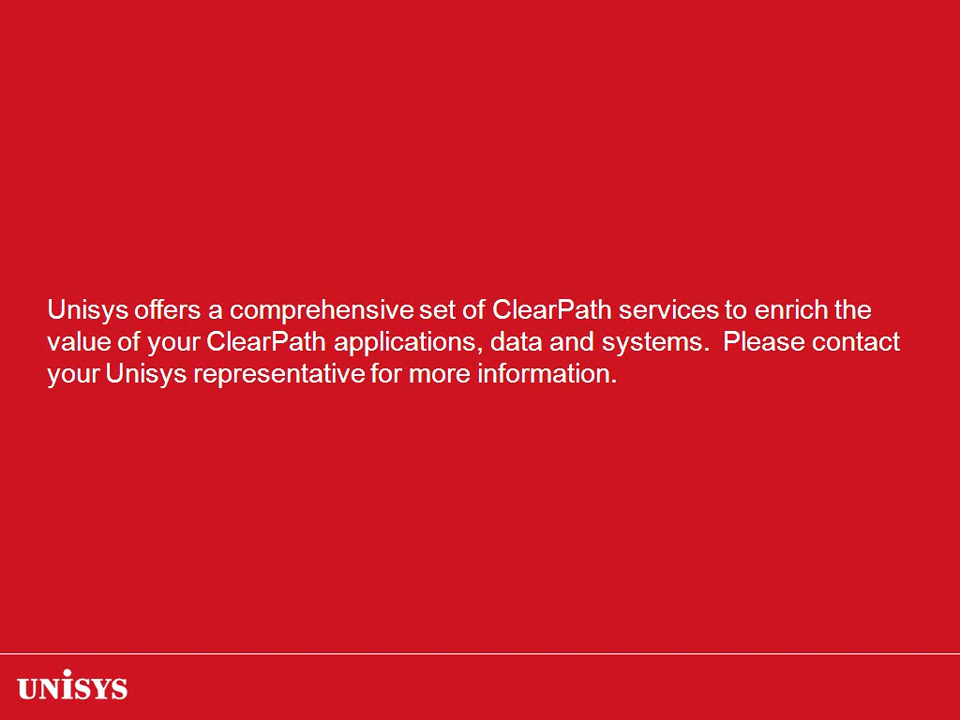 Unisys offers a comprehensive set of ClearPath services to enrich the
value of your ClearPath applications, data and systems.  Please contact
your Unisys representative for more information.
UNiSYS